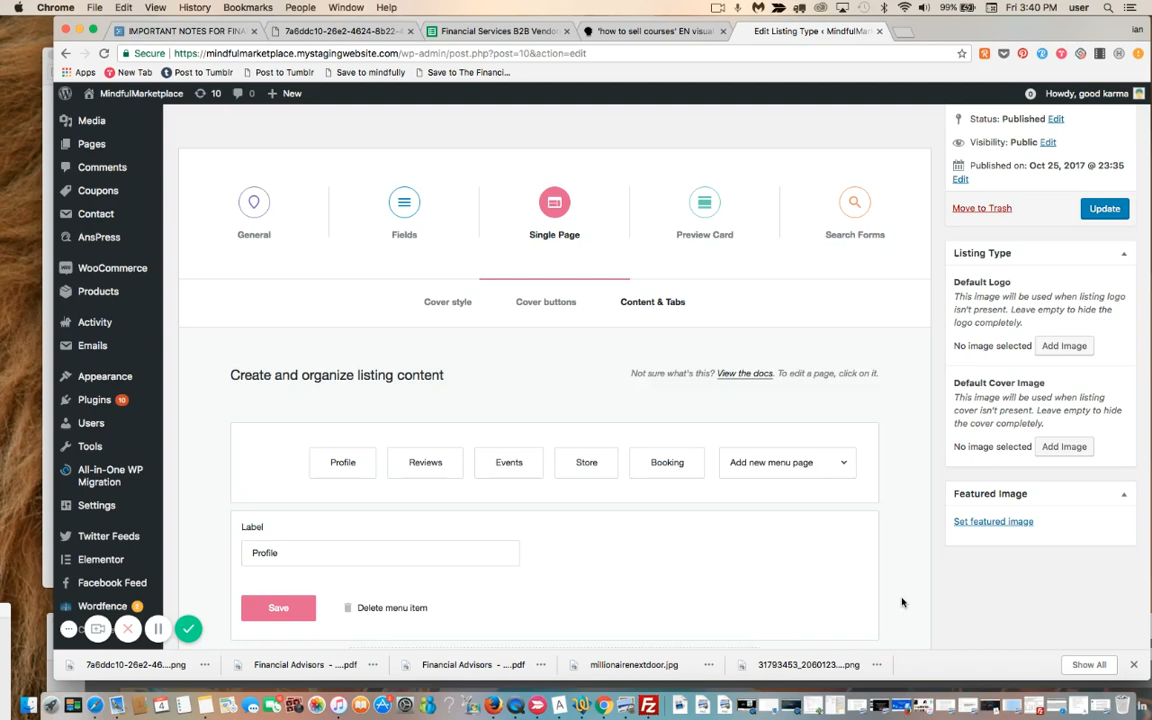 Chrome File Edit View History Bookmarks People Window Help 99% Fri 3:40 PM user
IMPORTANT NOTES FOR FINA
7a6ddc10-26e2-4624-8b22-4
Financial Services B2B Vendor
'how to sell courses' EN visual
Edit Listing Type ‹ MindfulMar
ian
Secure https://mindfulmarketplace.mystagingwebsite.com/wp-admin/post.php?post=10&action=edit
Apps New Tab Post to Tumblr Post to Tumblr Save to mindfully Save to The Financi...
MindfulMarketplace 10 0 New 0 Howdy, good karma
Media
Pages
Comments
Coupons
Contact
AnsPress
WooCommerce
Products
Activity
Emails
Appearance
Plugins 10
Users
Tools
All-in-One WP
Migration
Settings
Twitter Feeds
Elementor
Facebook Feed
Wordfence 2
General Fields Single Page Preview Card Search Forms
Cover style Cover buttons Content & Tabs
Create and organize listing content
Not sure what's this? View the docs. To edit a page, click on it.
Profile Reviews Events Store Booking Add new menu page
Label
Profile
Save Delete menu item
Status: Published Edit
Visibility: Public Edit
Published on: Oct 25, 2017 @ 23:35
Edit
Move to Trash Update
Listing Type
Default Logo
This image will be used when listing logo
isn't present. Leave empty to hide the
logo completely.
No image selected Add Image
Default Cover Image
This image will be used when listing
cover isn't present. Leave empty to hide
the cover completely.
No image selected Add Image
Featured Image
Set featured image
7a6ddc10-26e2-46....png
Financial Advisors - ....pdf
Financial Advisors - ....pdf
millionairenextdoor.jpg
31793453_2060123....png
Show All